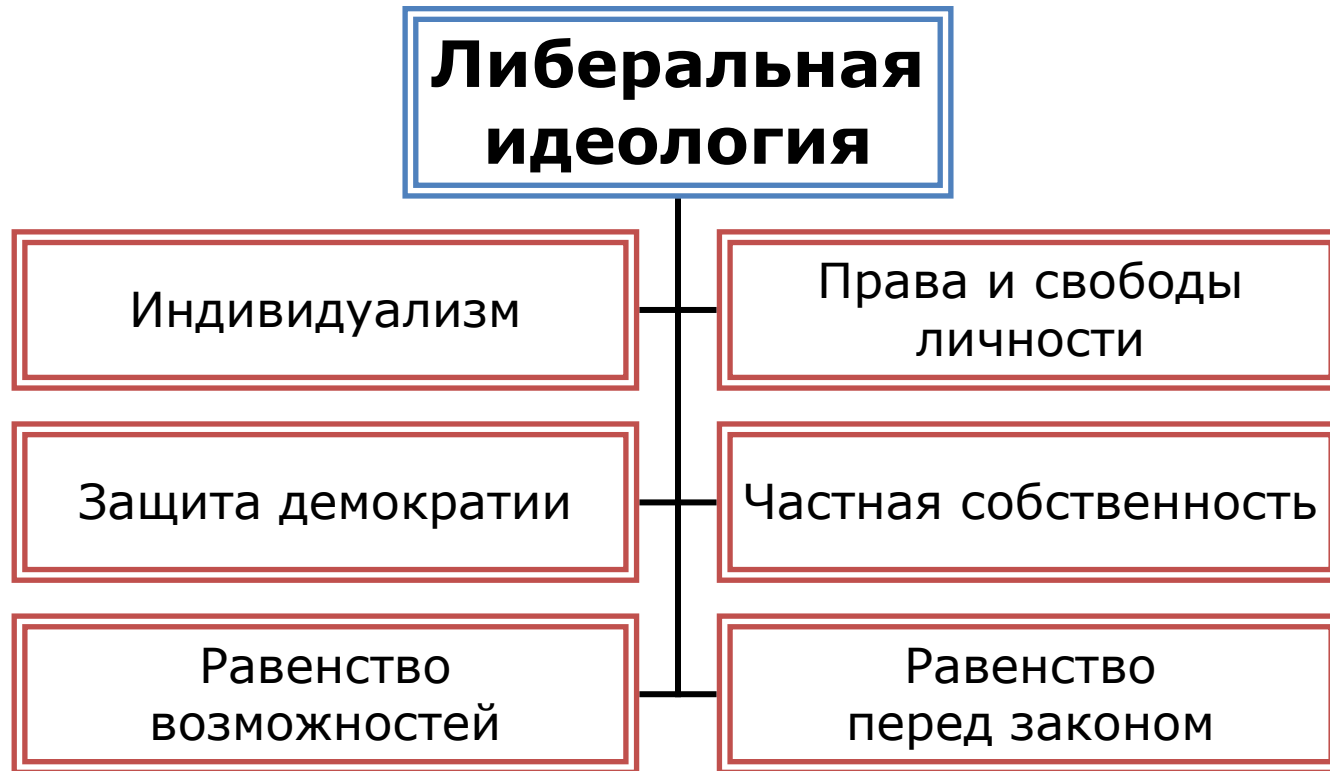 Либеральная
идеология
Индивидуализм
Права и свободы
личности
Защита демократии
Частная собственность
Равенство
возможностей
Равенство
перед законом